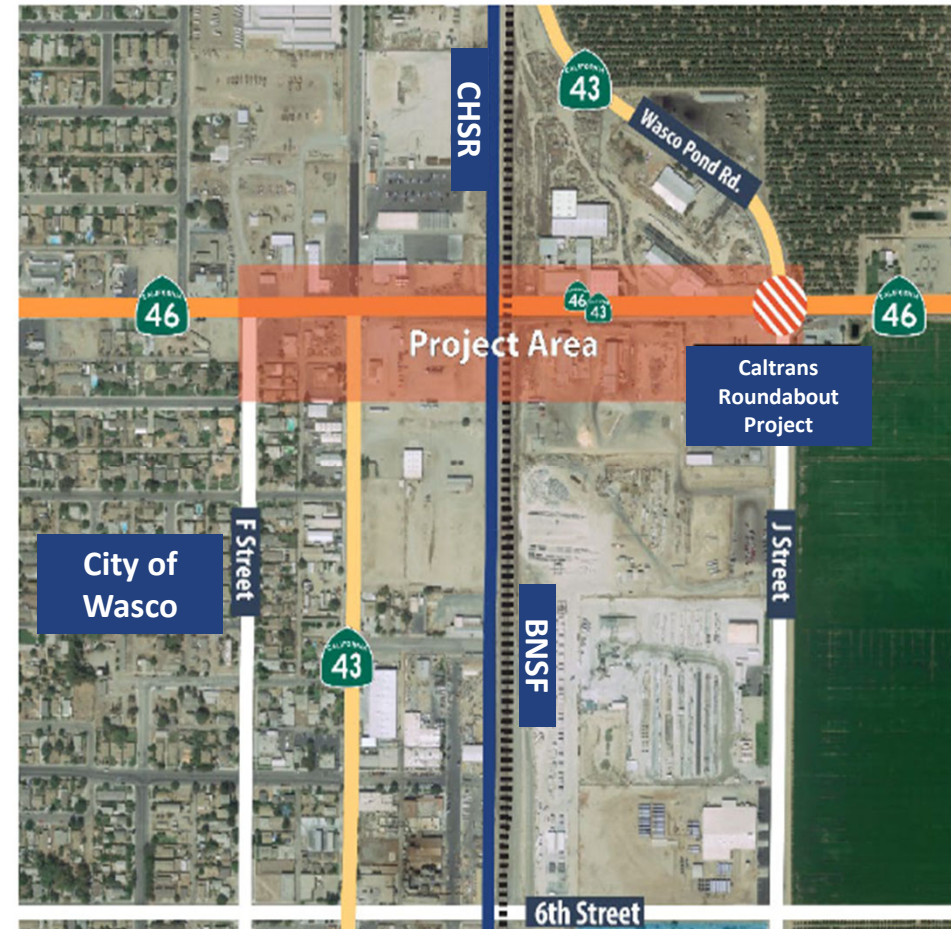 CALIFORNIA
43
CHSR
Wasco Pond Rd.
CALIFORNIA
46
46
43
CALIFORNIA
46
Project Area
Caltrans
Roundabout
Project
F Street
J Street
City of
Wasco
BNSF
CALIFORNIA
43
6th Street